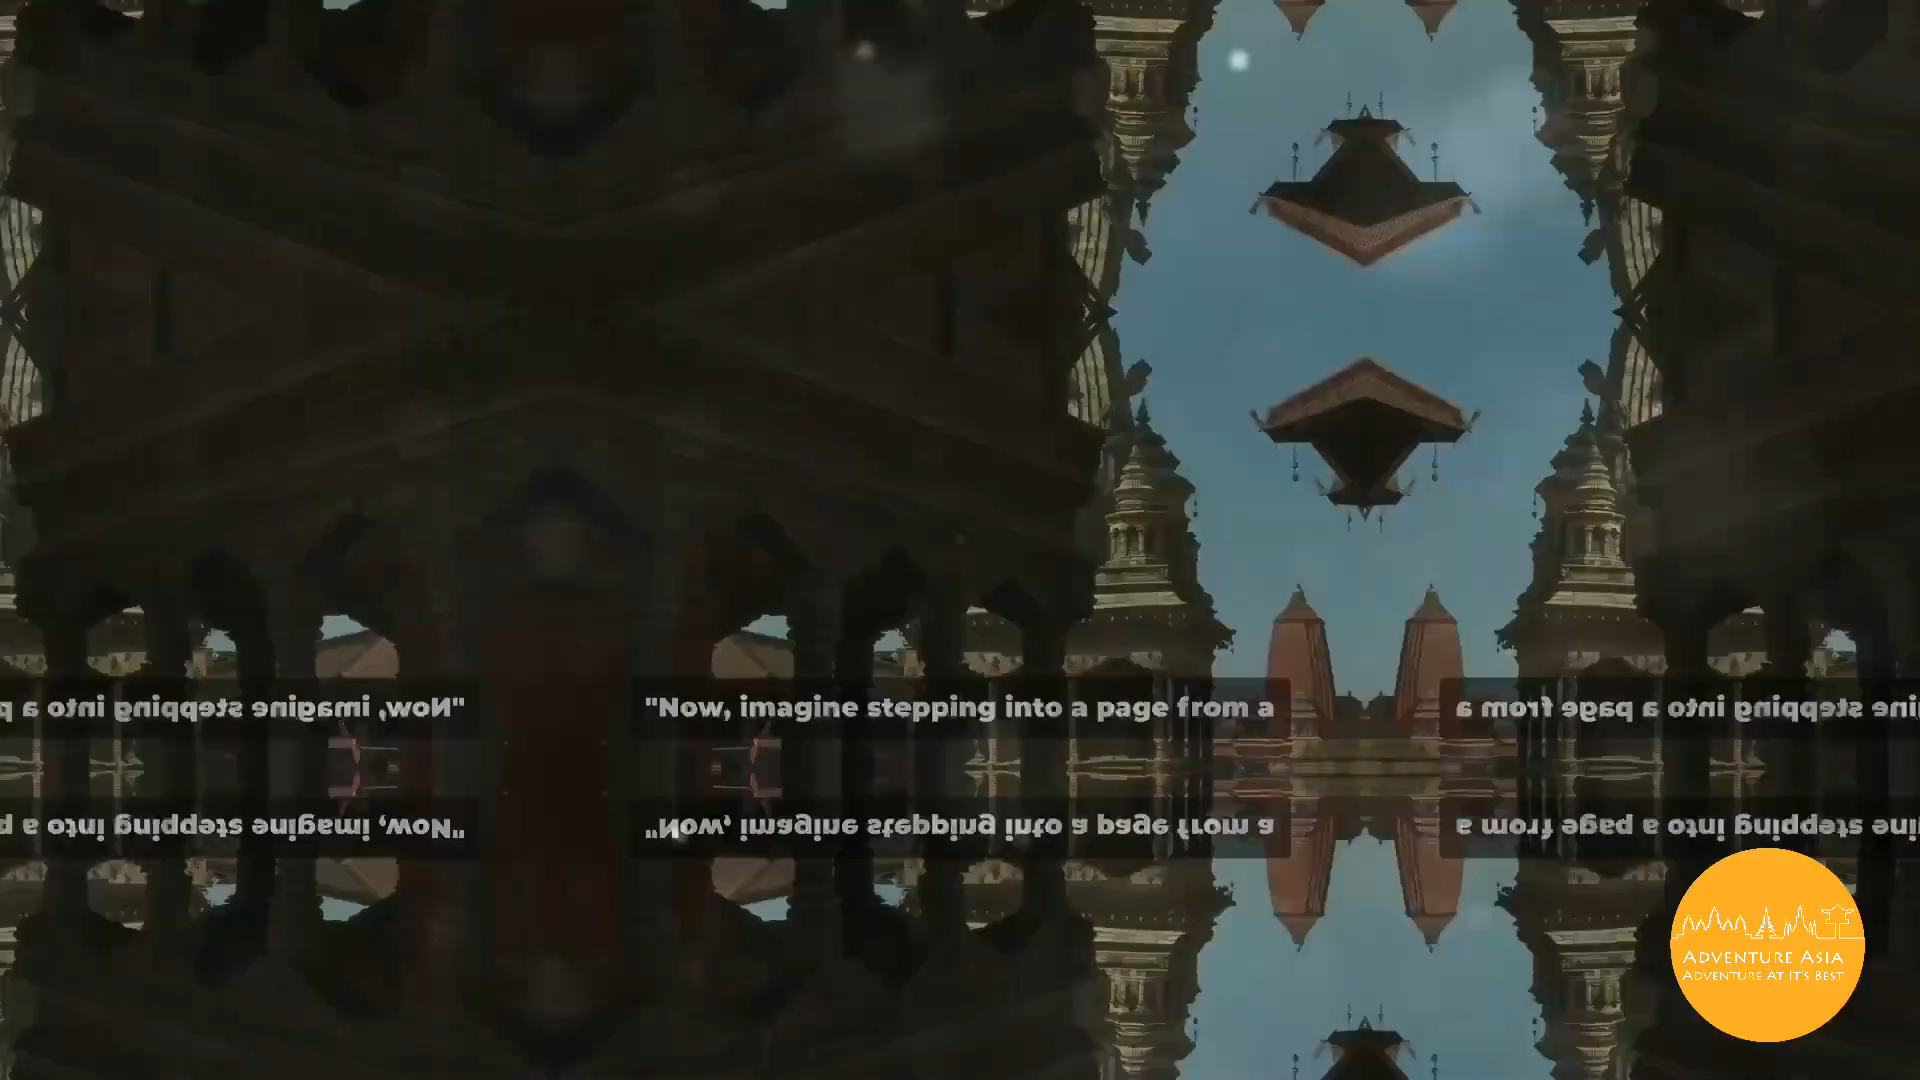 "Now, imagine stepping into a page from a
ADVENTURE ASIA
ADVENTURE AT IT'S BEST